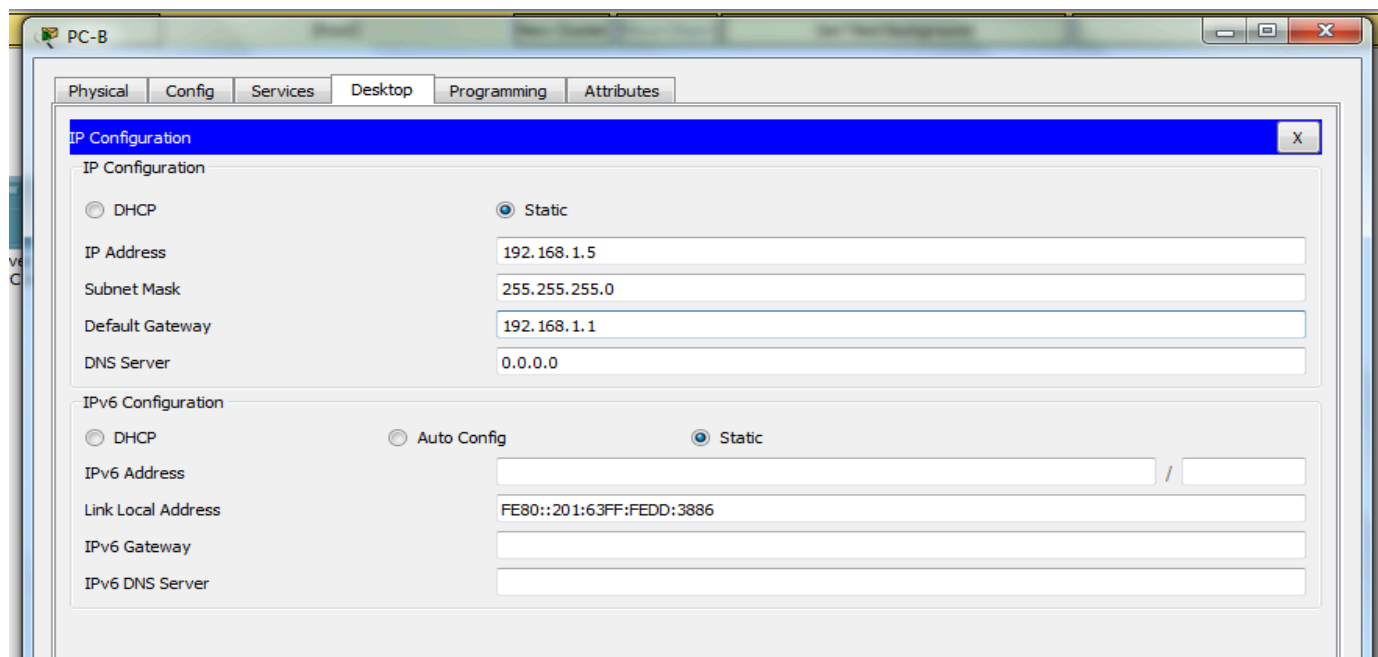 PC-B
Physical Config Services Desktop Programming Attributes
IP Configuration X
IP Configuration
DHCP Static
IP Address 192.168.1.5
Subnet Mask 255.255.255.0
Default Gateway 192.168.1.1
DNS Server 0.0.0.0
IPv6 Configuration
DHCP Auto Config Static
IPv6 Address /
Link Local Address FE80::201:63FF:FEDD:3886
IPv6 Gateway
IPv6 DNS Server